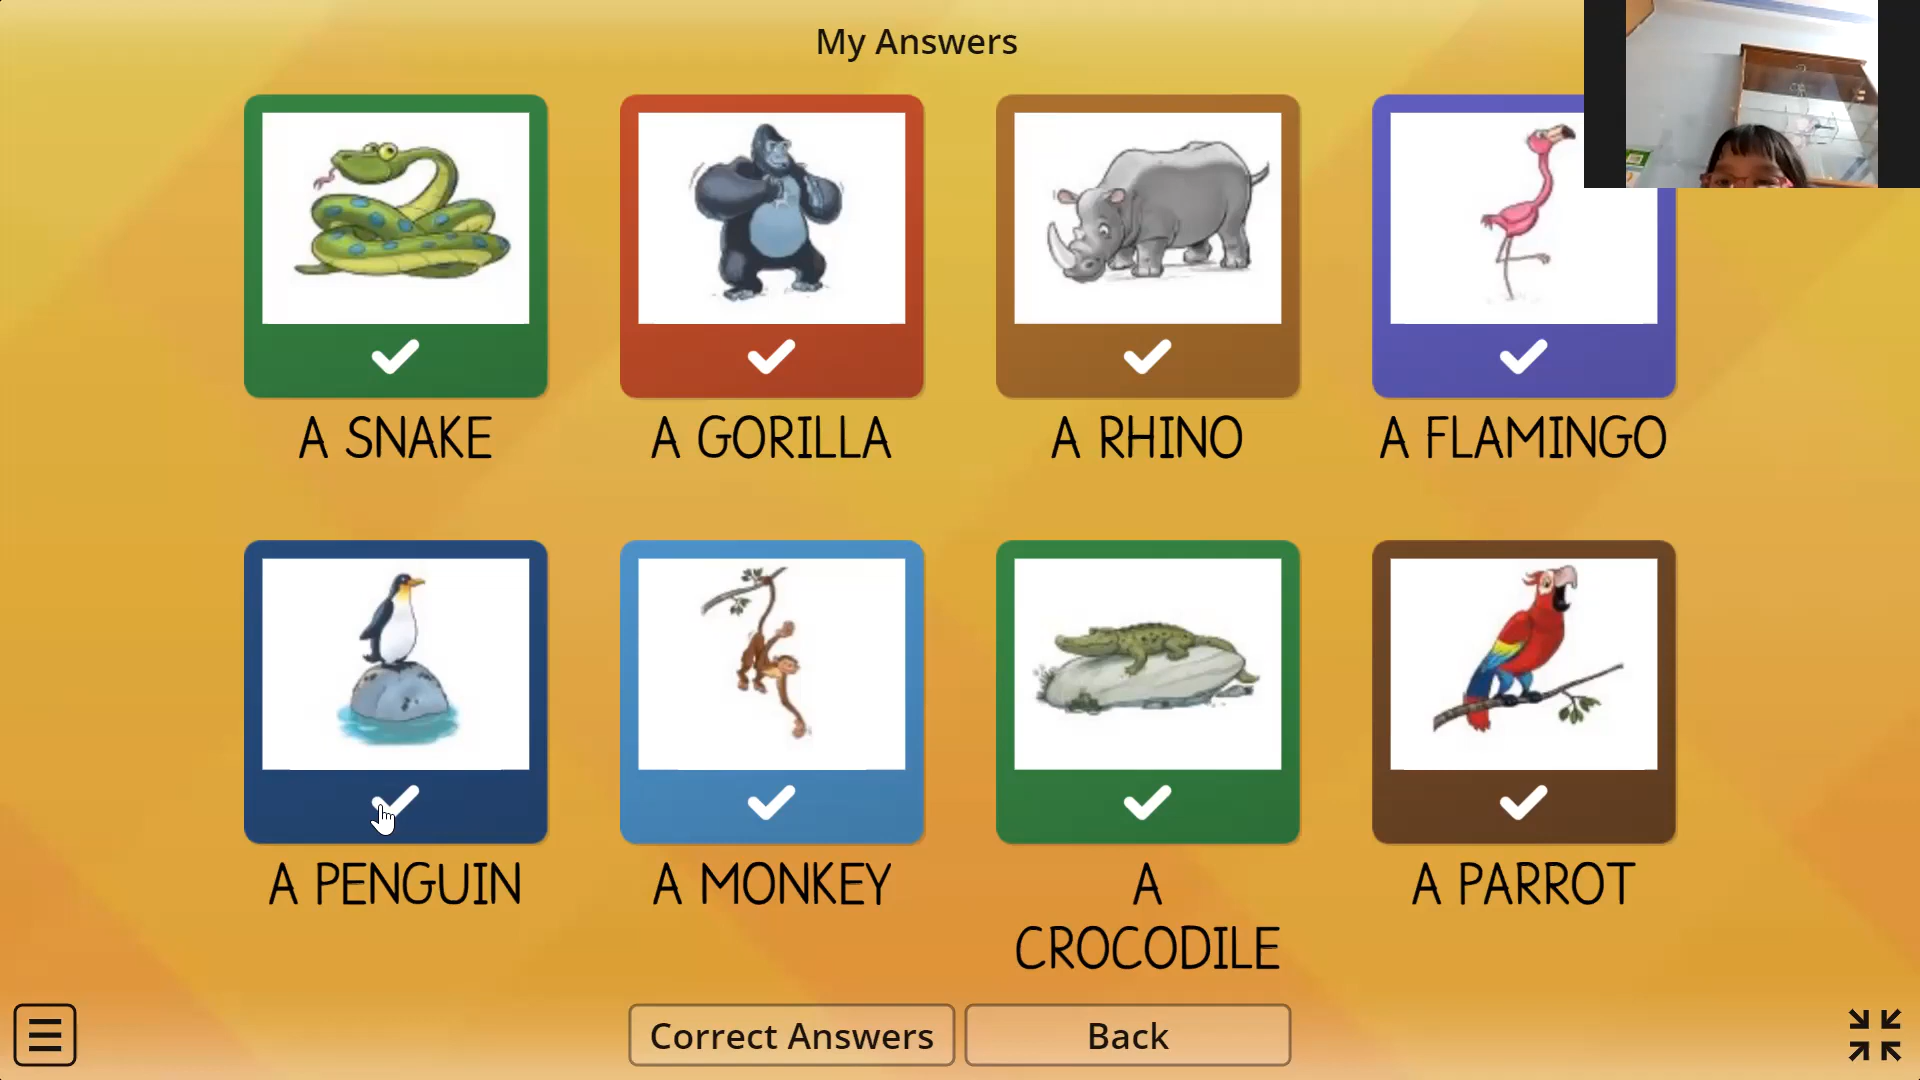 My Answers
A SNAKE
A GORILLA
A RHINO
A FLAMINGO
A PENGUIN
A MONKEY
A
CROCODILE
A PARROT
Correct Answers
Back